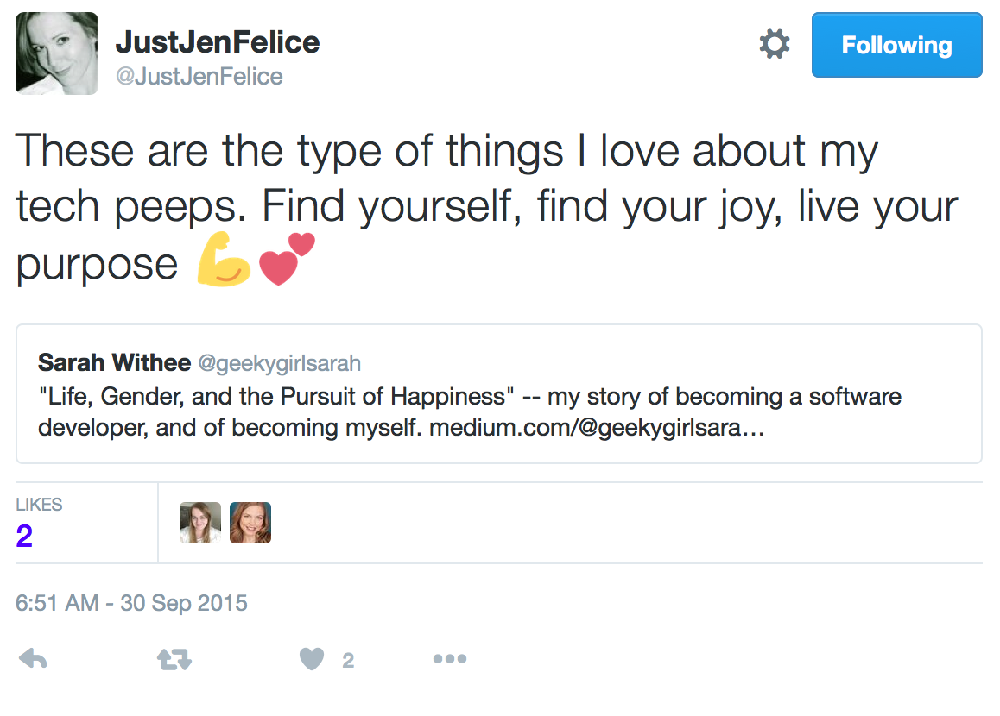 JustJenFelice
@JustJenFelice
Following
These are the type of things I love about my
tech peeps. Find yourself, find your joy, live your
purpose 💪💕
Sarah Withee @geekygirlsarah
"Life, Gender, and the Pursuit of Happiness" -- my story of becoming a software
developer, and of becoming myself. medium.com/@geekygirlsara…
LIKES
2
6:51 AM - 30 Sep 2015
2